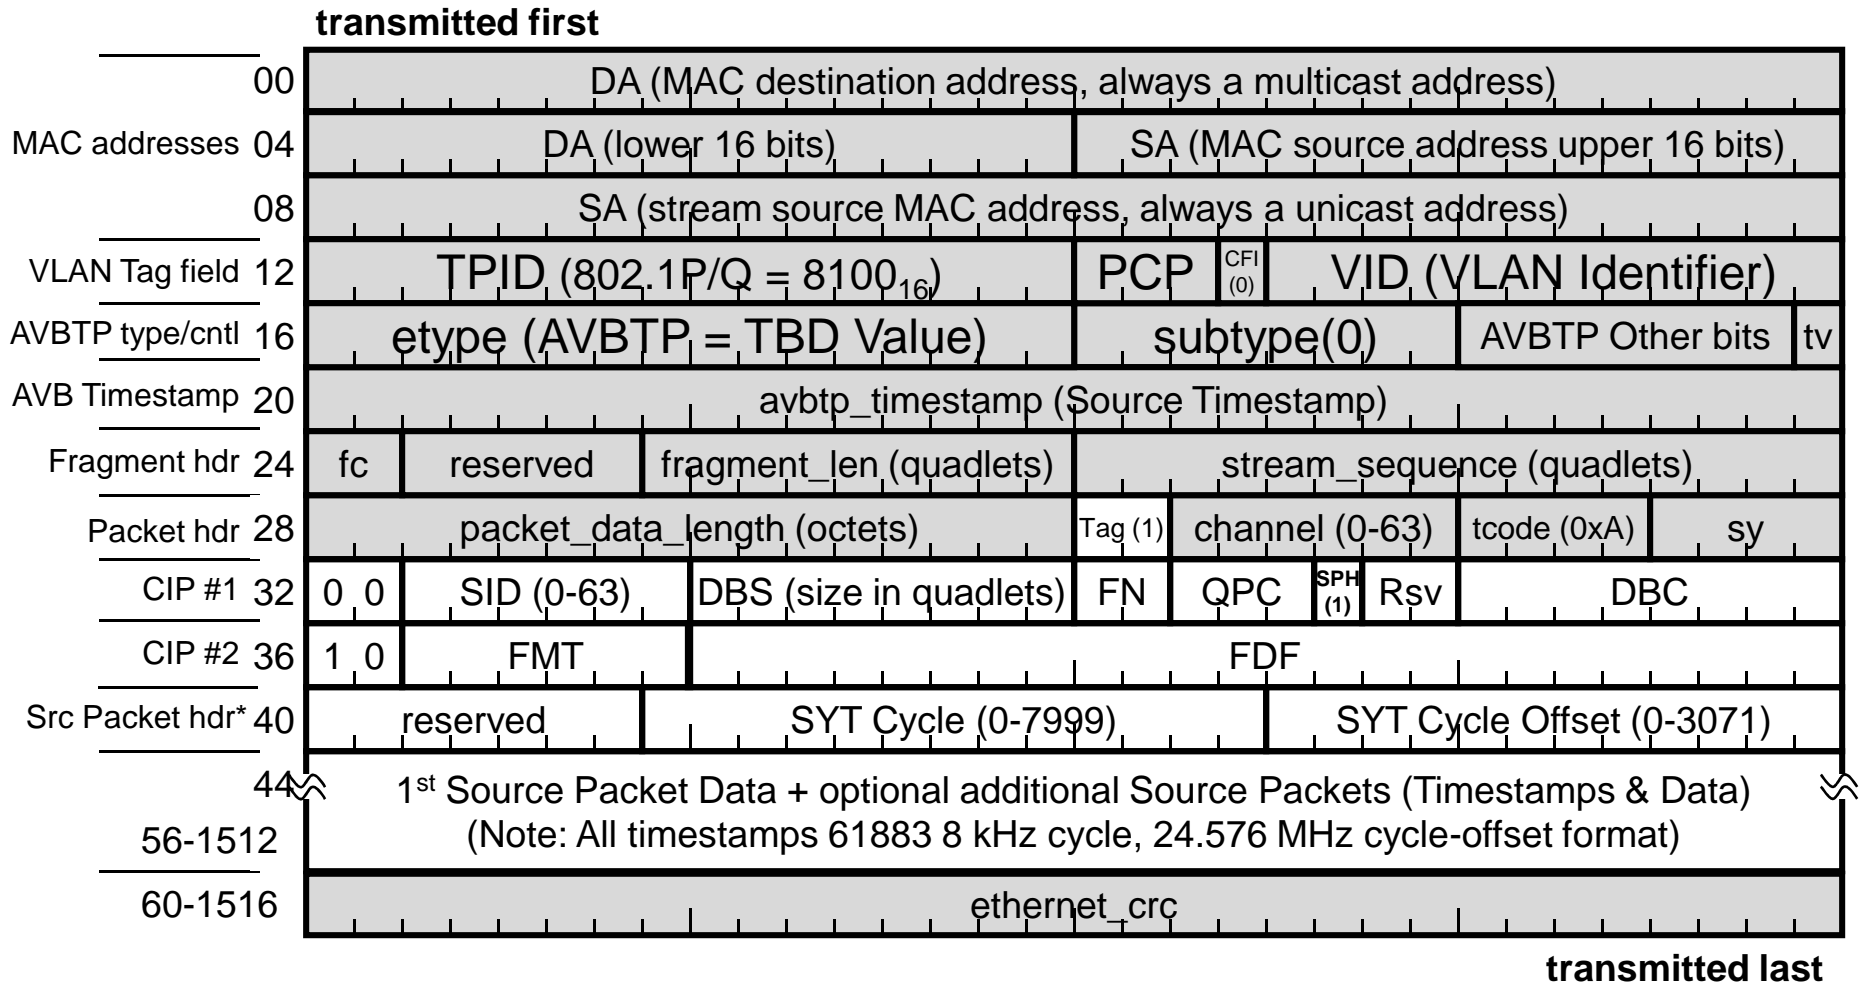 transmitted first
00 DA (MAC destination address, always a multicast address)
MAC addresses 04 DA (lower 16 bits) SA (MAC source address upper 16 bits)
08 SA (stream source MAC address, always a unicast address)
VLAN Tag field 12 TPID (802.1P/Q = 8100₁₆) PCP CFI (0) VID (VLAN Identifier)
AVBTP type/cntl 16 etype (AVBTP = TBD Value) subtype(0) AVBTP Other bits tv
AVB Timestamp 20 avbtp_timestamp (Source Timestamp)
Fragment hdr 24 fc reserved fragment_len (quadlets) stream_sequence (quadlets)
Packet hdr 28 packet_data_length (octets) Tag (1) channel (0-63) tcode (0xA) sy
CIP #1 32 0 0 SID (0-63) DBS (size in quadlets) FN QPC SPH (1) Rsv DBC
CIP #2 36 1 0 FMT FDF
Src Packet hdr* 40 reserved SYT Cycle (0-7999) SYT Cycle Offset (0-3071)
44 1st Source Packet Data + optional additional Source Packets (Timestamps & Data)
56-1512 (Note: All timestamps 61883 8 kHz cycle, 24.576 MHz cycle-offset format)
60-1516 ethernet_crc
transmitted last